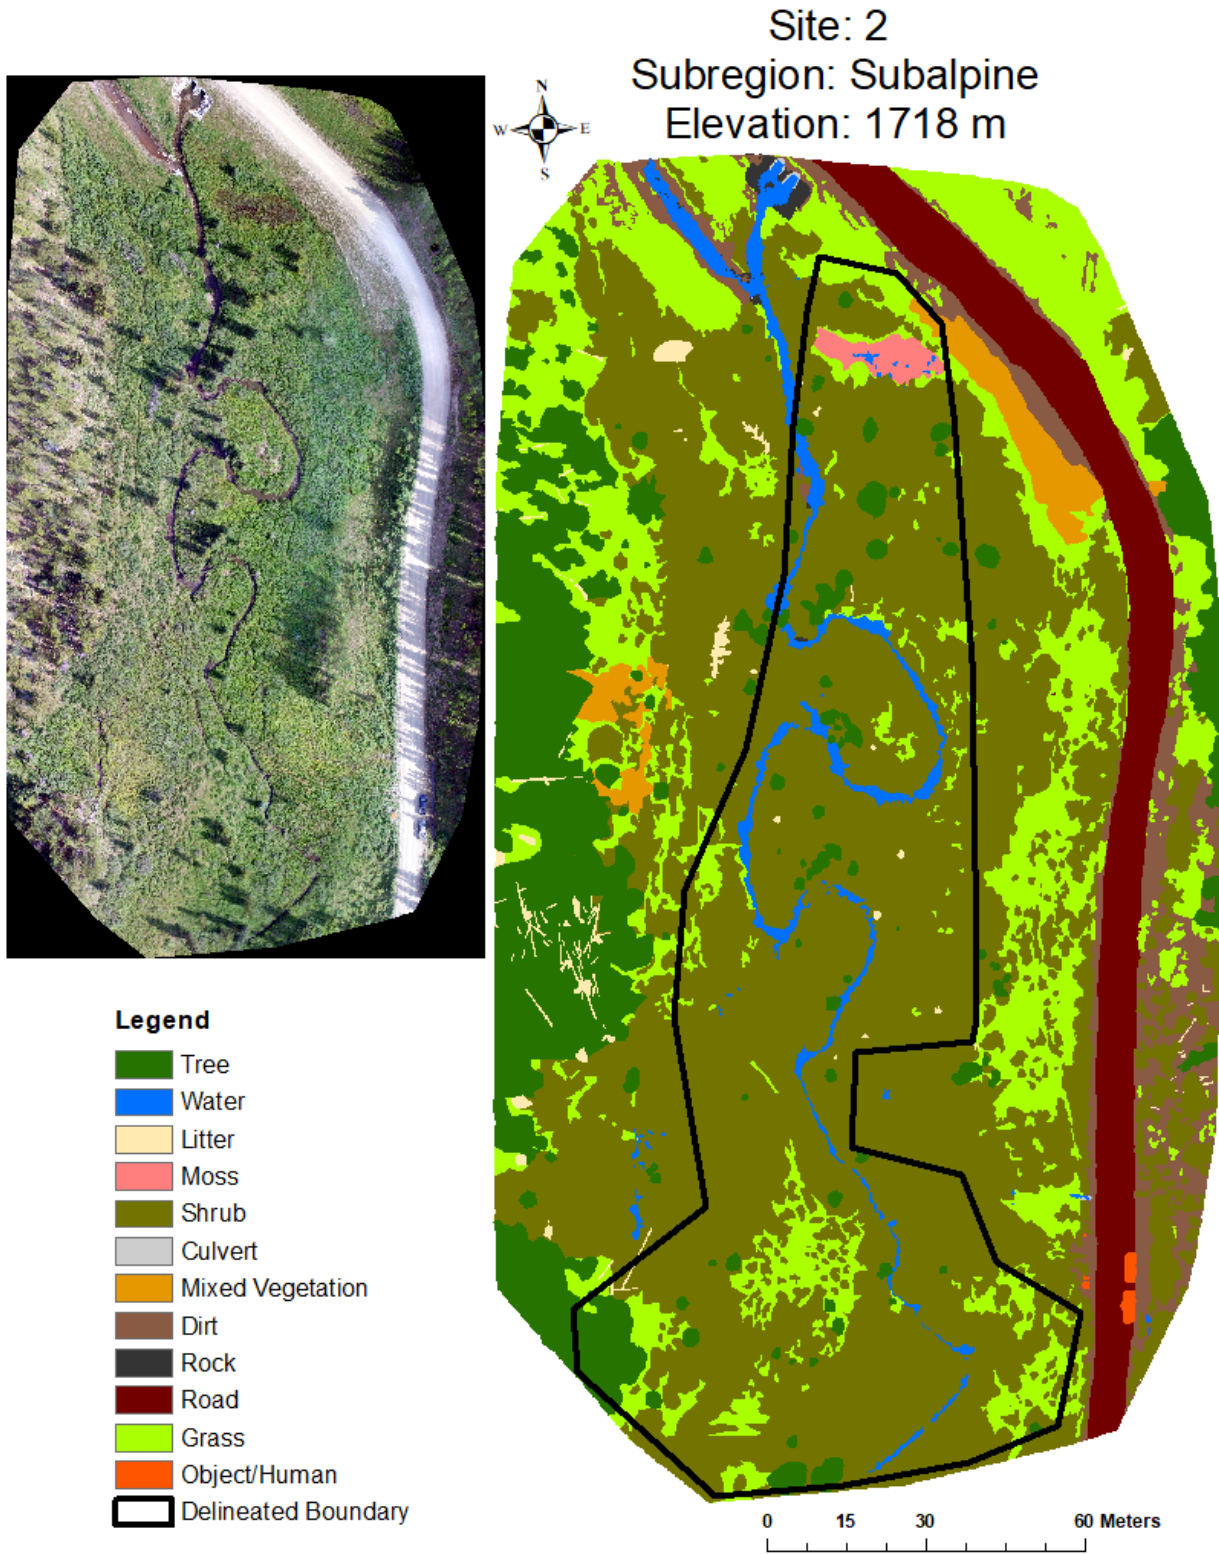 Site: 2
Subregion: Subalpine
Elevation: 1718 m
N
W E
S
Legend
Tree
Water
Litter
Moss
Shrub
Culvert
Mixed Vegetation
Dirt
Rock
Road
Grass
Object/Human
Delineated Boundary
0 15 30 60 Meters